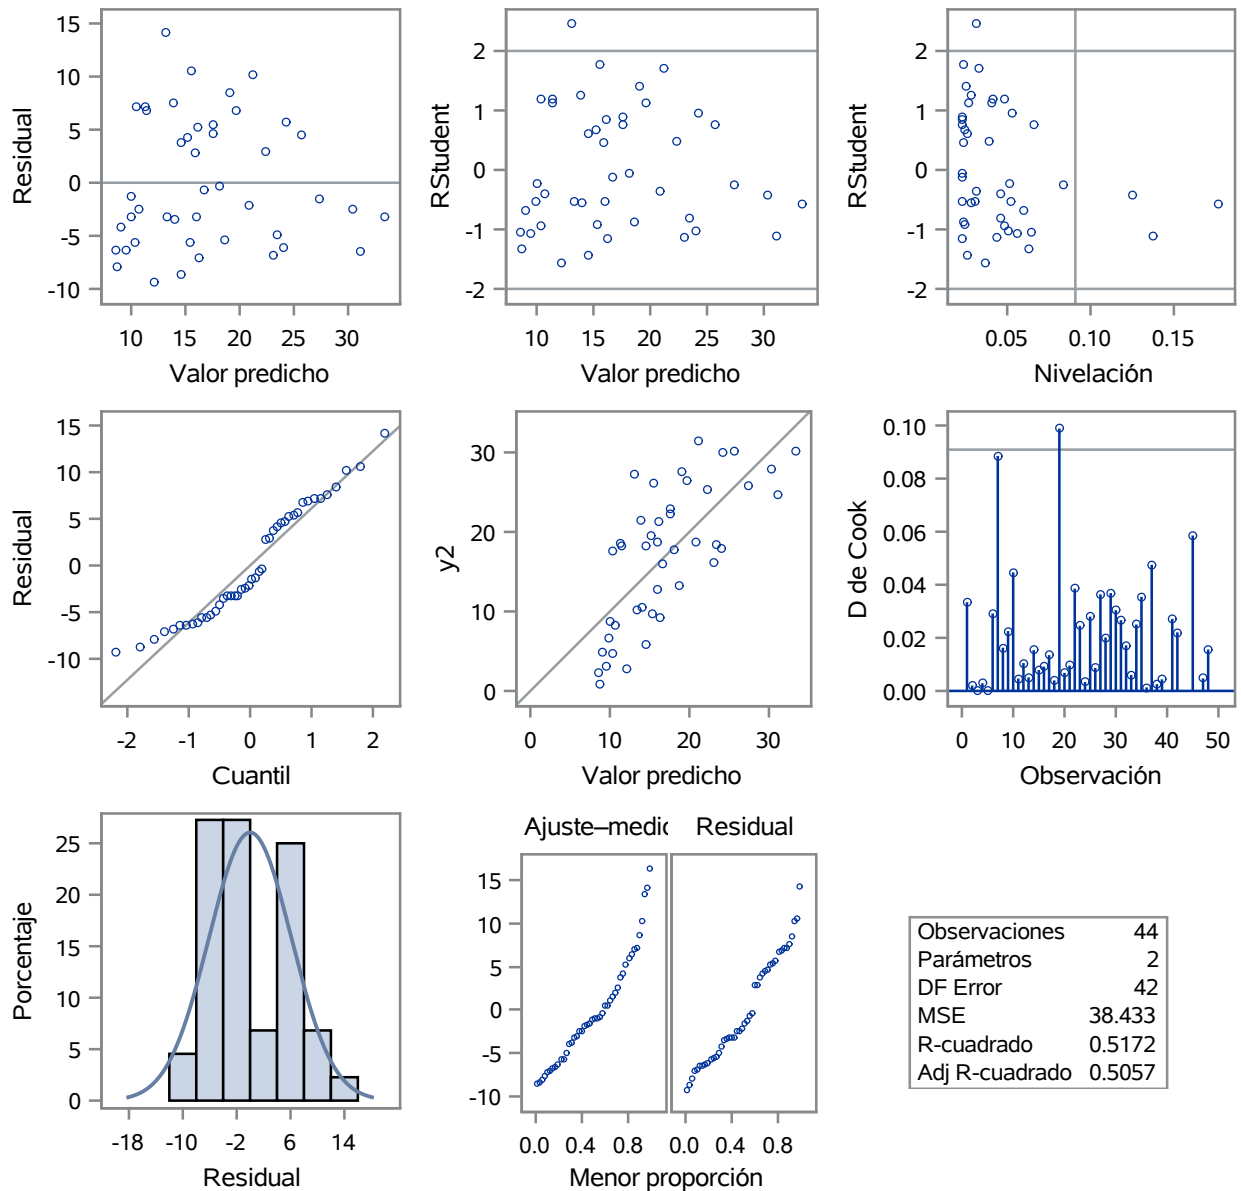 Residual
15
10
5
0
-5
-10
10 15 20 25 30
Valor predicho
RStudent
2
1
0
-1
-2
10 15 20 25 30
Valor predicho
RStudent
2
1
0
-1
-2
0.05 0.10 0.15
Nivelación
Residual
15
10
5
0
-5
-10
-2 -1 0 1 2
Cuantil
y2
30
20
10
0
0 10 20 30
Valor predicho
D de Cook
0.10
0.08
0.06
0.04
0.02
0.00
0 10 20 30 40 50
Observación
Porcentaje
25
20
15
10
5
0
-18 -10 -2 6 14
Residual
Ajuste–medic Residual
15
10
5
0
-5
-10
0.0 0.4 0.8 0.0 0.4 0.8
Menor proporción
Observaciones 44
Parámetros 2
DF Error 42
MSE 38.433
R-cuadrado 0.5172
Adj R-cuadrado 0.5057